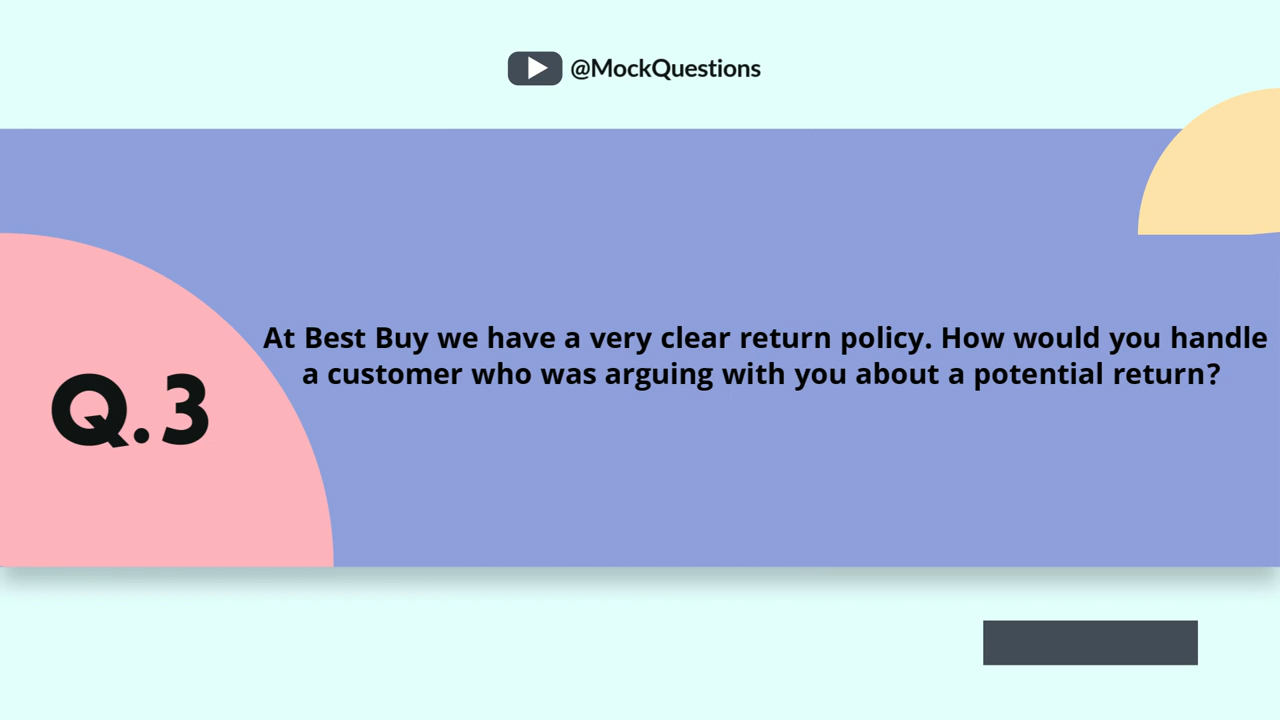 @MockQuestions
At Best Buy we have a very clear return policy. How would you handle
a customer who was arguing with you about a potential return?
Q.3